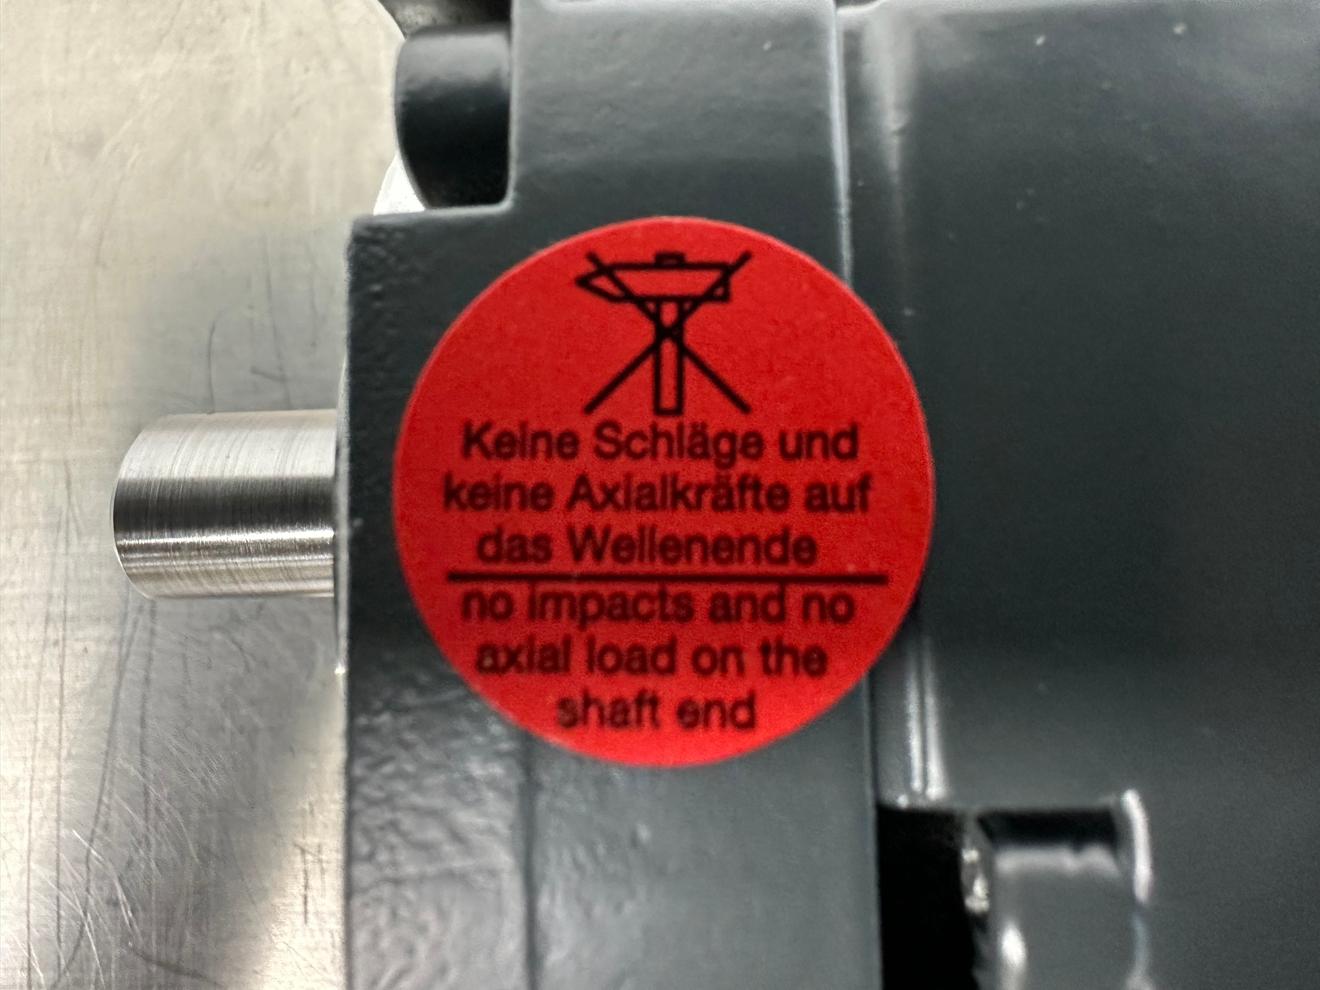 Keine Schläge und
keine Axialkräfte auf
das Wellenende
no impacts and no
axial load on the
shaft end